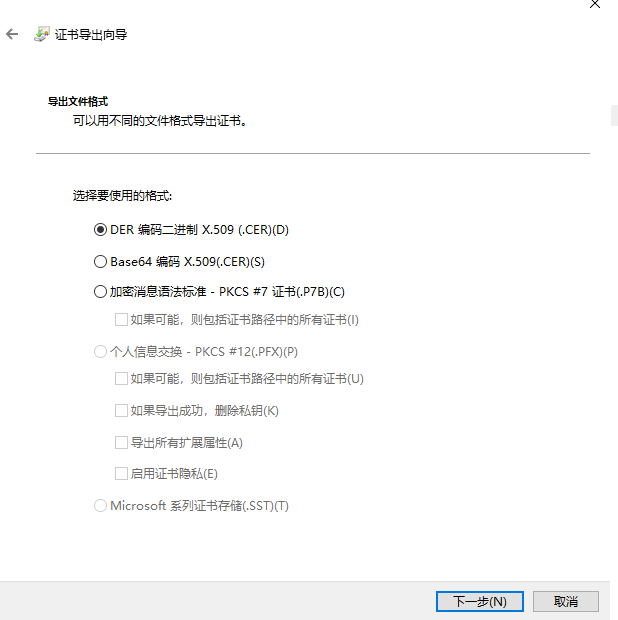 证书导出向导
导出文件格式
可以用不同的文件格式导出证书。
选择要使用的格式:
DER 编码二进制 X.509 (.CER)(D)
Base64 编码 X.509(.CER)(S)
加密消息语法标准 - PKCS #7 证书(.P7B)(C)
如果可能，则包括证书路径中的所有证书(I)
个人信息交换 - PKCS #12(.PFX)(P)
如果可能，则包括证书路径中的所有证书(U)
如果导出成功，删除私钥(K)
导出所有扩展属性(A)
启用证书隐私(E)
Microsoft 系列证书存储(.SST)(T)
下一步(N)
取消